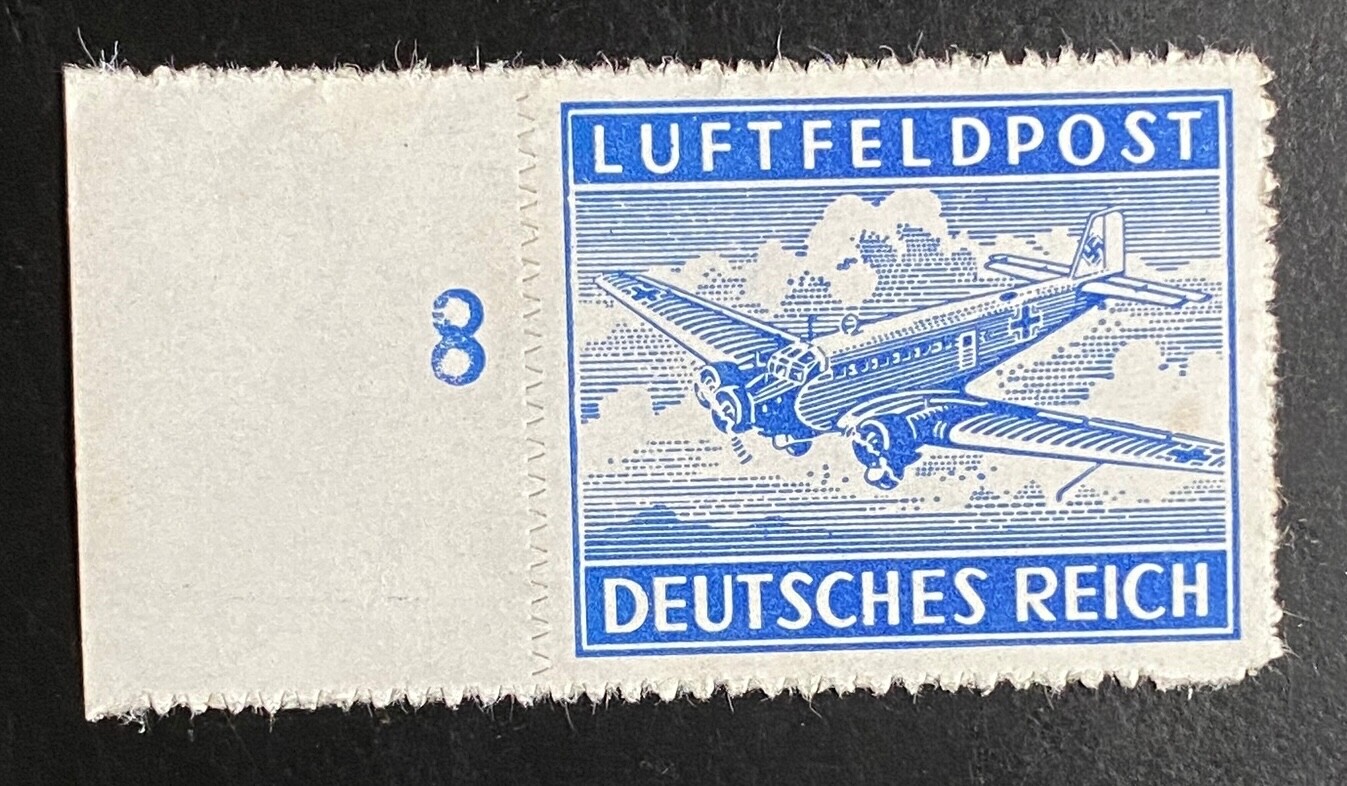 LUFTFELDPOST
8
DEUTSCHES REICH